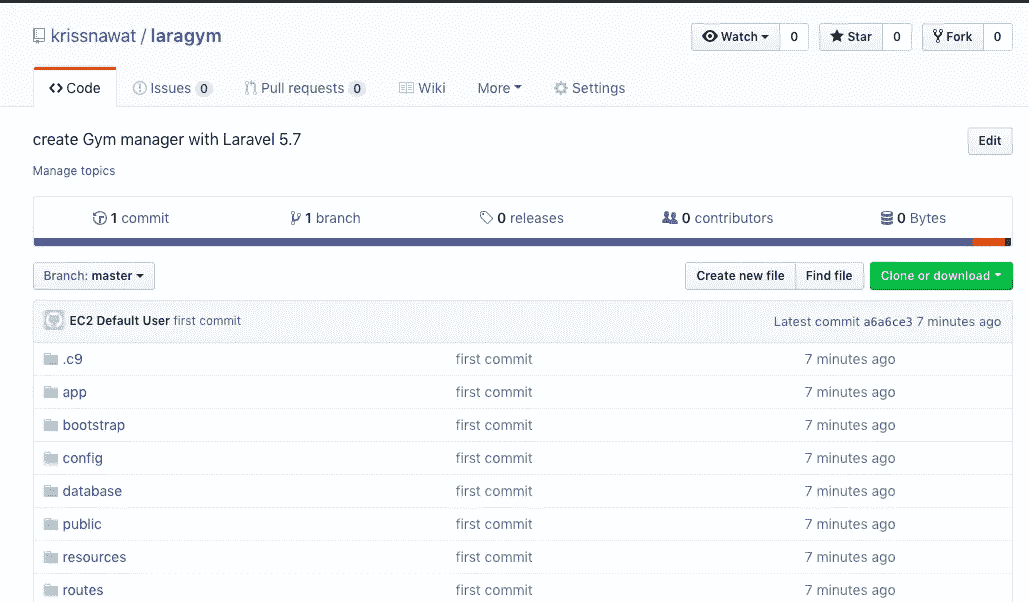 krissnawat / laragym
Watch 0 Star 0 Fork 0
Code Issues 0 Pull requests 0 Wiki More Settings
create Gym manager with Laravel 5.7
Edit
Manage topics
1 commit 1 branch 0 releases 0 contributors 0 Bytes
Branch: master Create new file Find file Clone or download
EC2 Default User first commit Latest commit a6a6ce3 7 minutes ago
.c9 first commit 7 minutes ago
app first commit 7 minutes ago
bootstrap first commit 7 minutes ago
config first commit 7 minutes ago
database first commit 7 minutes ago
public first commit 7 minutes ago
resources first commit 7 minutes ago
routes first commit 7 minutes ago